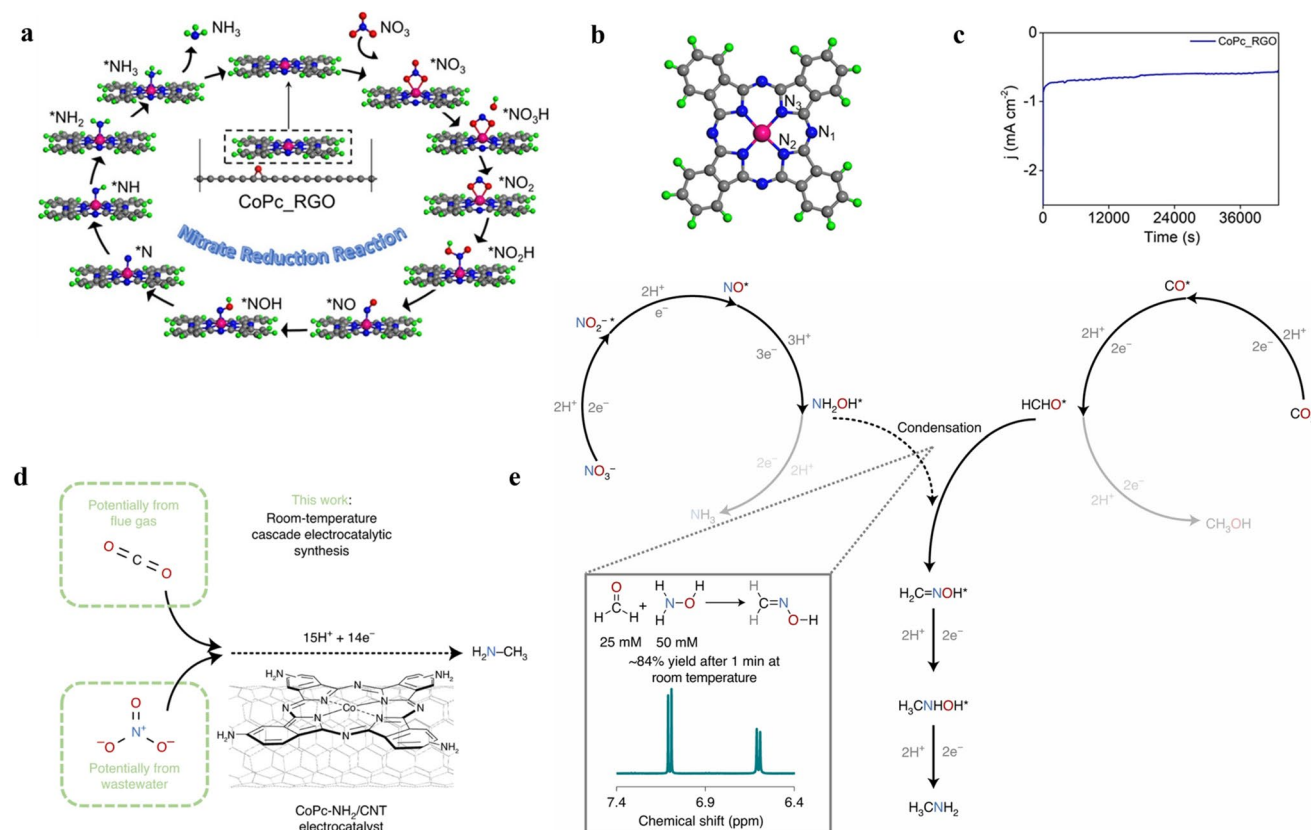 a
NH₃
NO₃
*NH₃
*NO₃
*NH₂
*NO₃H
*NH
*NO₂
CoPc_RGO
Nitrate Reduction Reaction
*N
*NO₂H
*NOH
*NO
b
N₃
N₁
N₂
c
0
-1
-2
j (mA cm⁻²)
CoPc_RGO
0
12000
24000
36000
Time (s)
d
Potentially from
flue gas
O
C
O
This work:
Room-temperature
cascade electrocatalytic
synthesis
15H⁺ + 14e⁻
H₂N–CH₃
O
N⁺
⁻O
O⁻
Potentially from
wastewater
H₂N
NH₂
N
N
N
N
Co
N
N
N
N
H₂N
NH₂
CoPc-NH₂/CNT
electrocatalyst
e
NO₃⁻
2H⁺
2e⁻
NO₂⁻*
2H⁺
e⁻
NO*
3H⁺
3e⁻
NH₂OH*
2e⁻
2H⁺
NH₃
Condensation
CO
2H⁺
2e⁻
CO*
2H⁺
2e⁻
HCHO*
2H⁺
2e⁻
CH₃OH
H₂C=NOH*
2H⁺
2e⁻
H₃CNHOH*
2H⁺
2e⁻
H₃CNH₂
O
H
H
+
H
H
N–O
H
H
C=N
H
O–H
25 mM
50 mM
~84% yield after 1 min at
room temperature
7.4
6.9
6.4
Chemical shift (ppm)